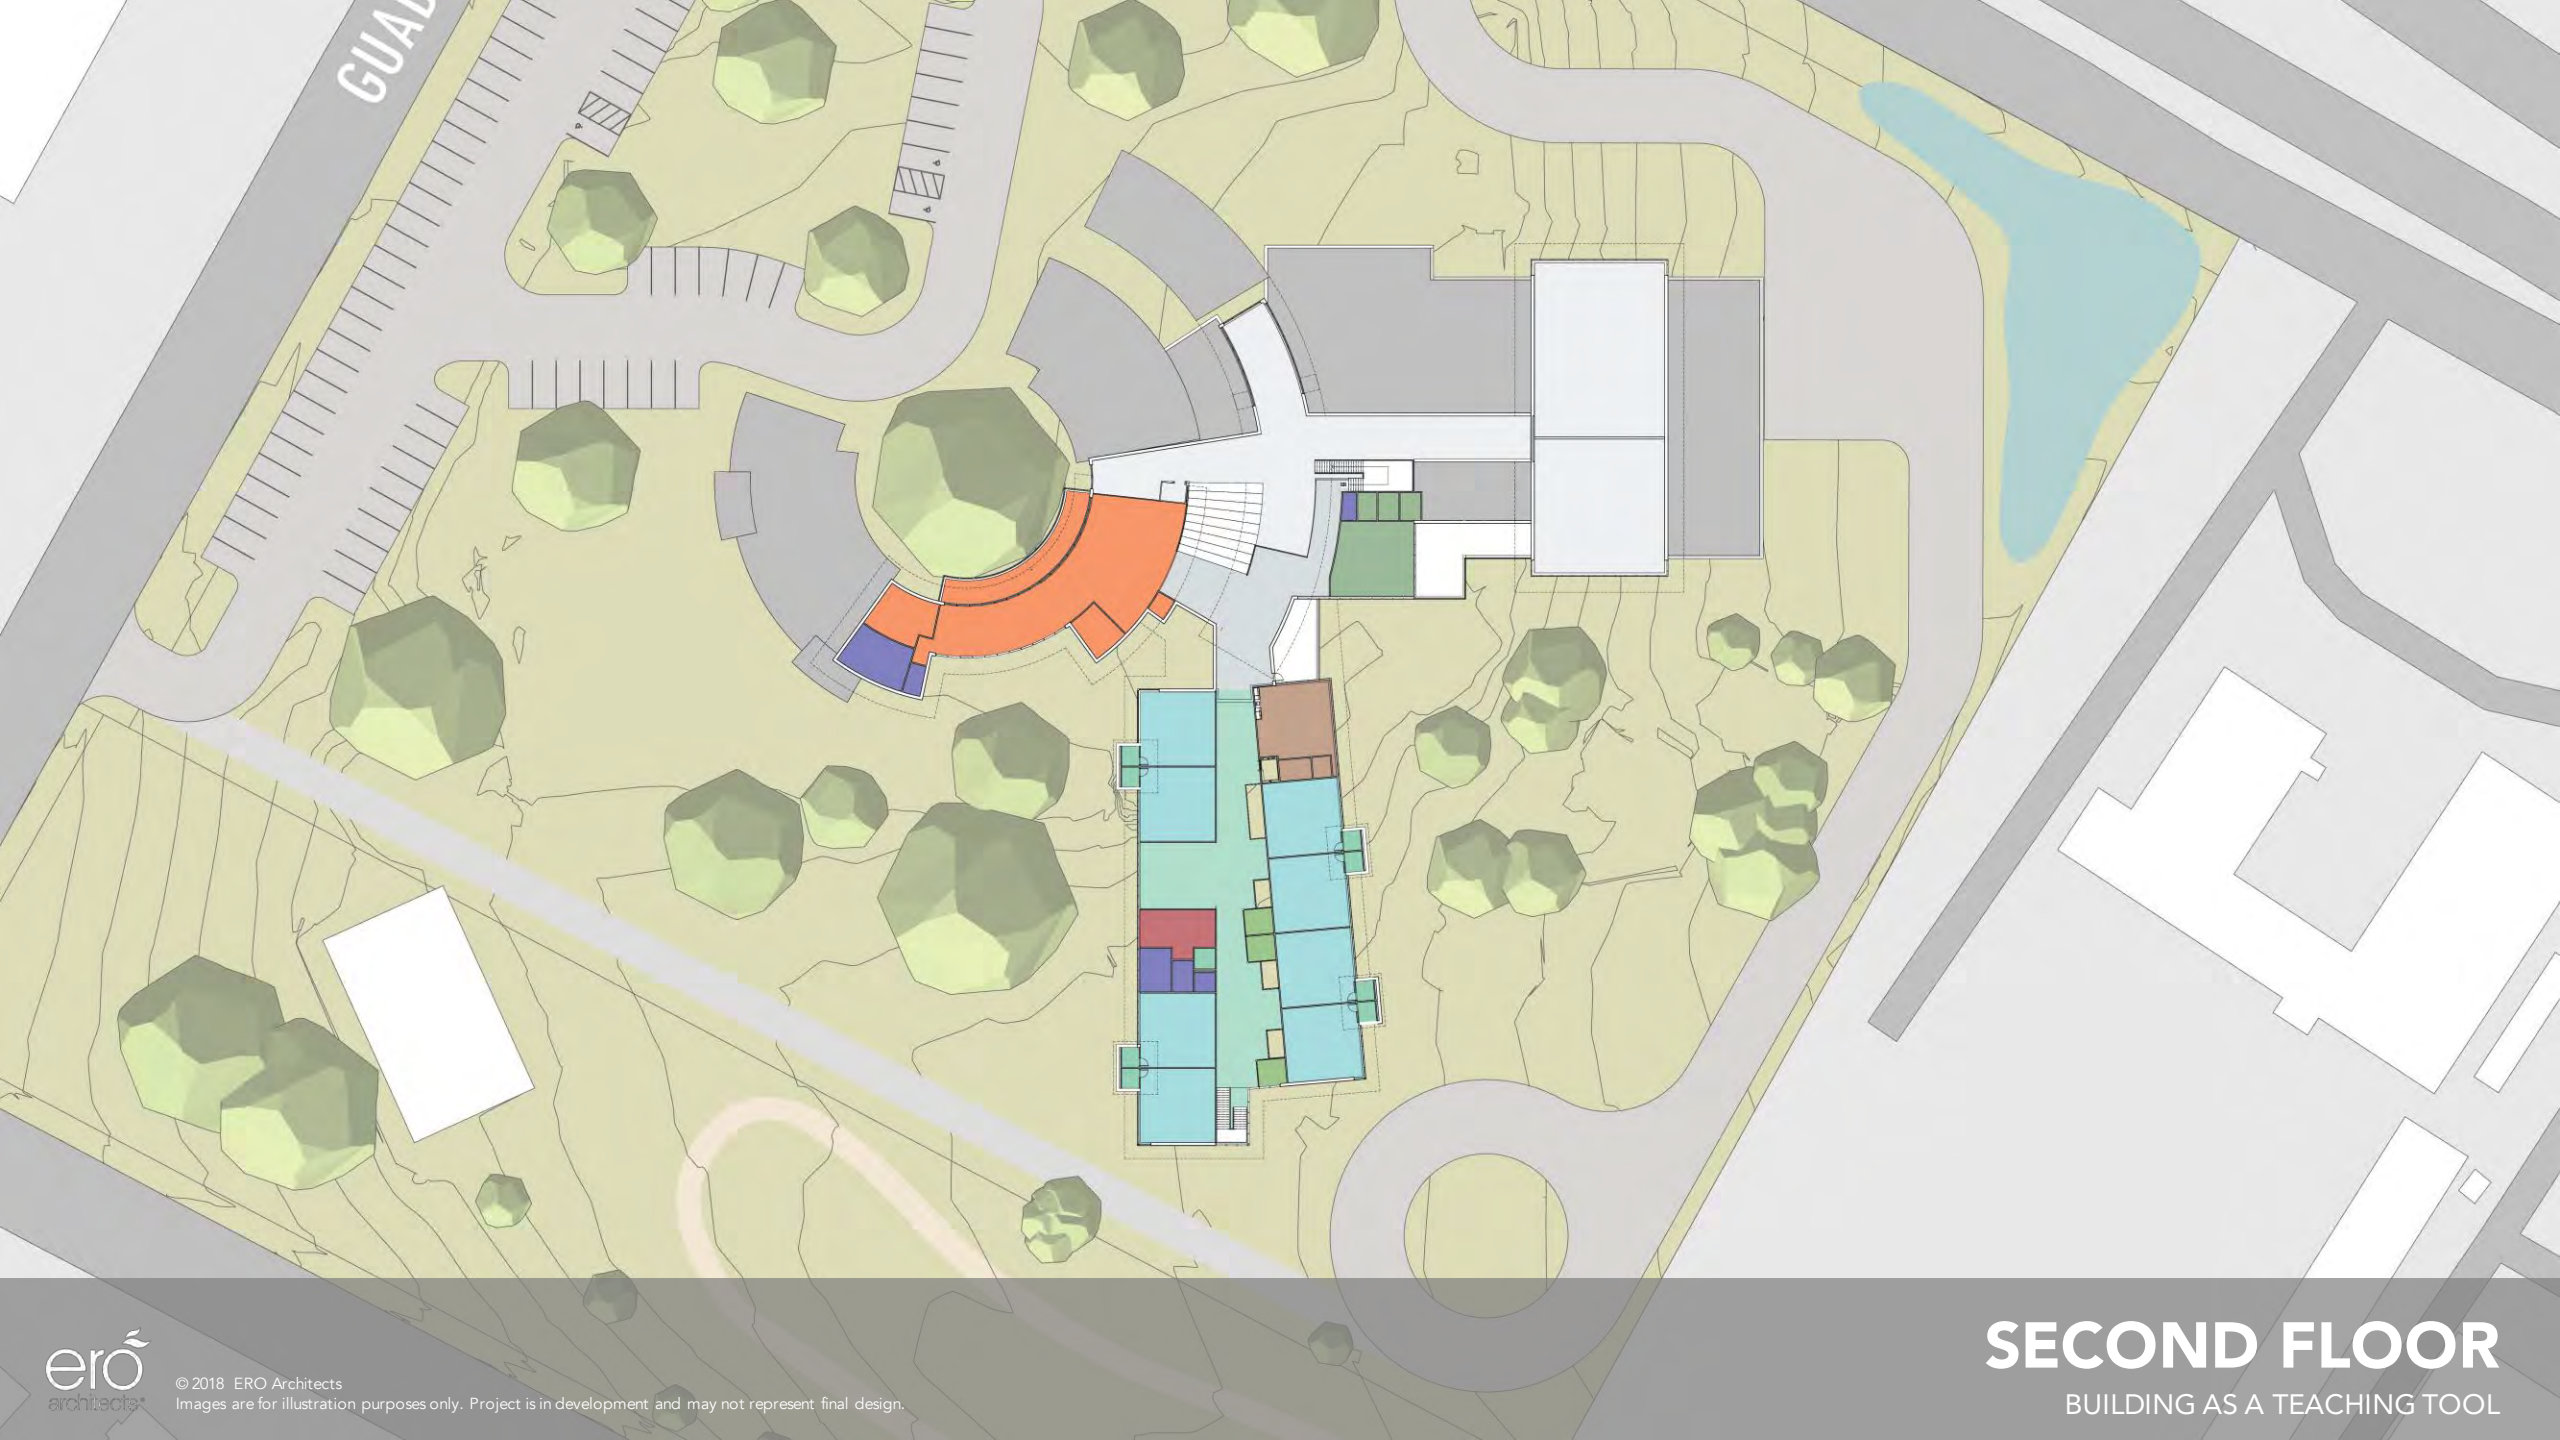 GUAD
erō
architects
© 2018 ERO Architects
Images are for illustration purposes only. Project is in development and may not represent final design.
SECOND FLOOR
BUILDING AS A TEACHING TOOL